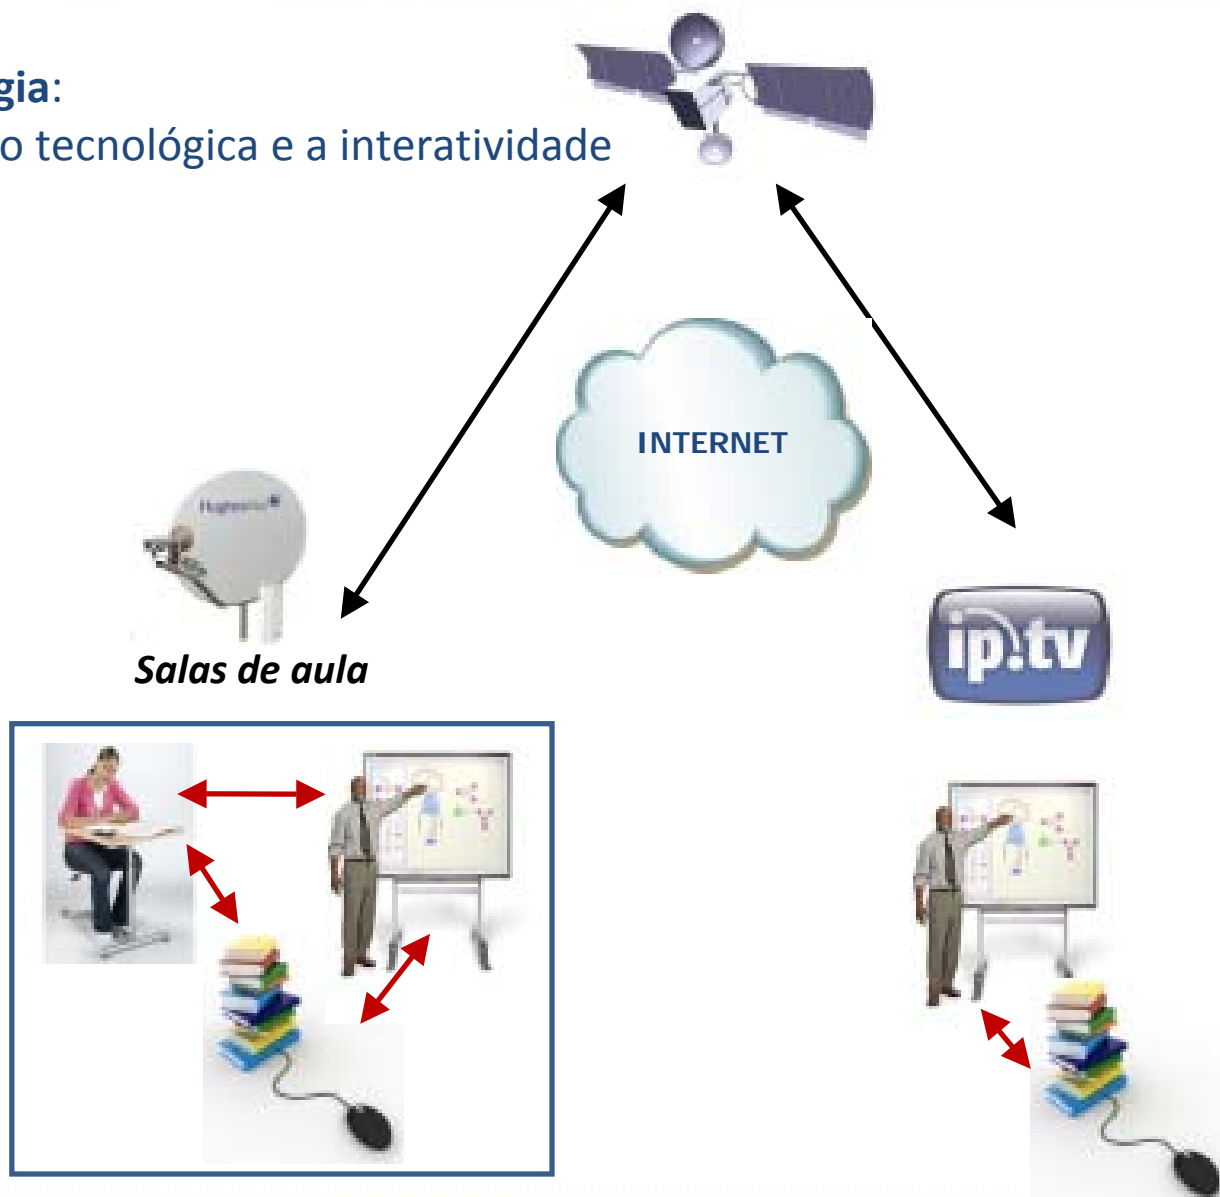 gia:
o tecnológica e a interatividade
INTERNET
Salas de aula
ip.tv